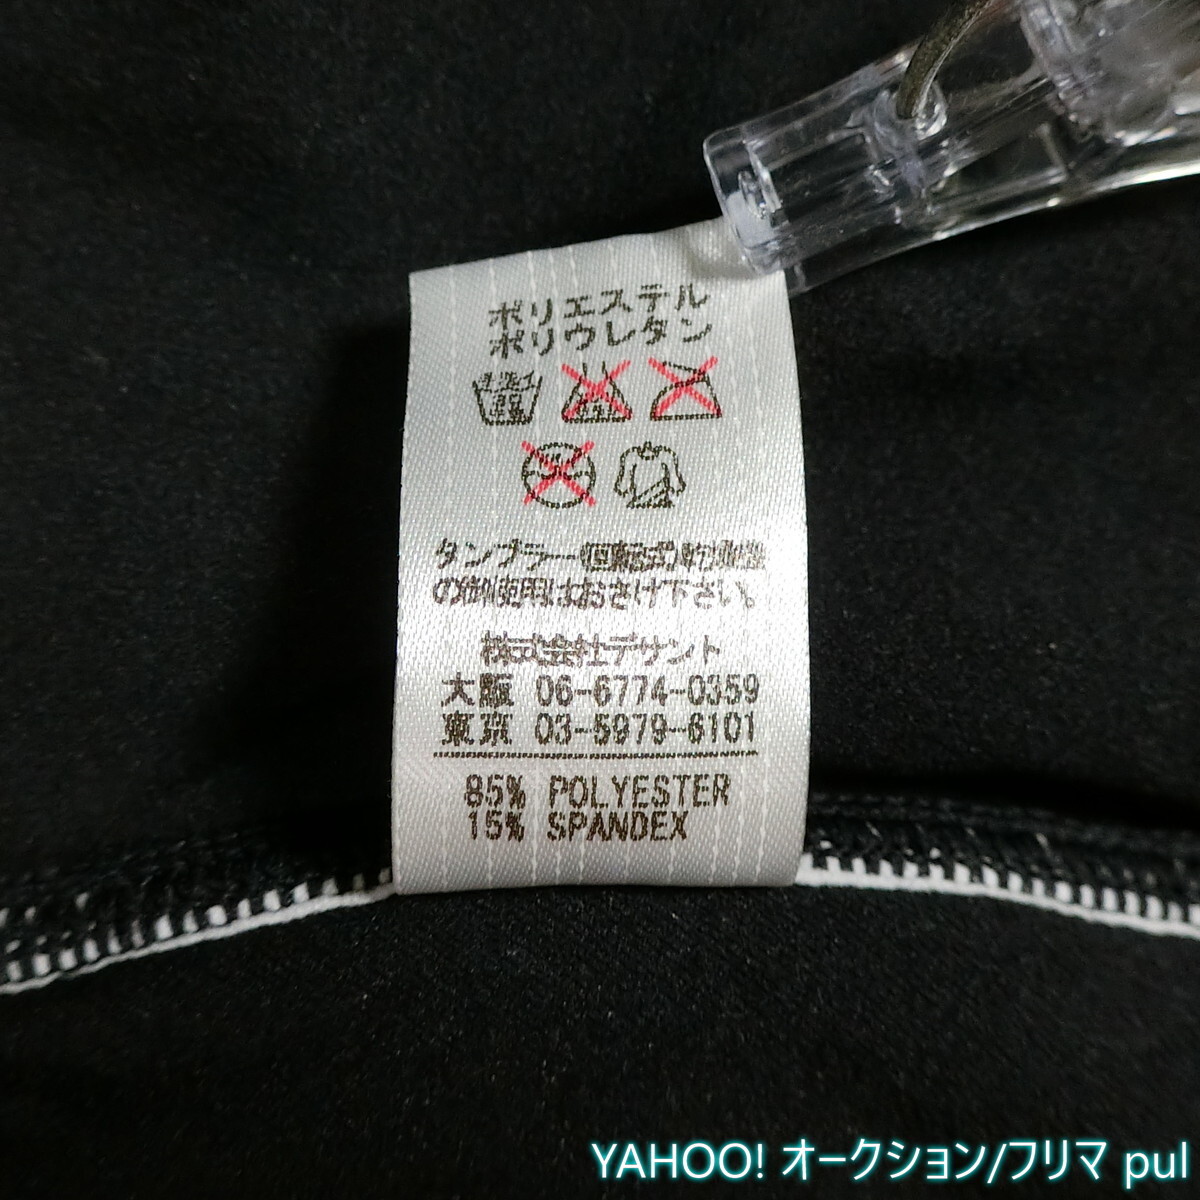 ポリエステル
ポリウレタン
タンブラー(回転式)乾燥機
の御使用はおさけ下さい。
株式会社デサント
大阪 06-6774-0359
東京 03-5979-6101
85% POLYESTER
15% SPANDEX
YAHOO! オークション/フリマ pul